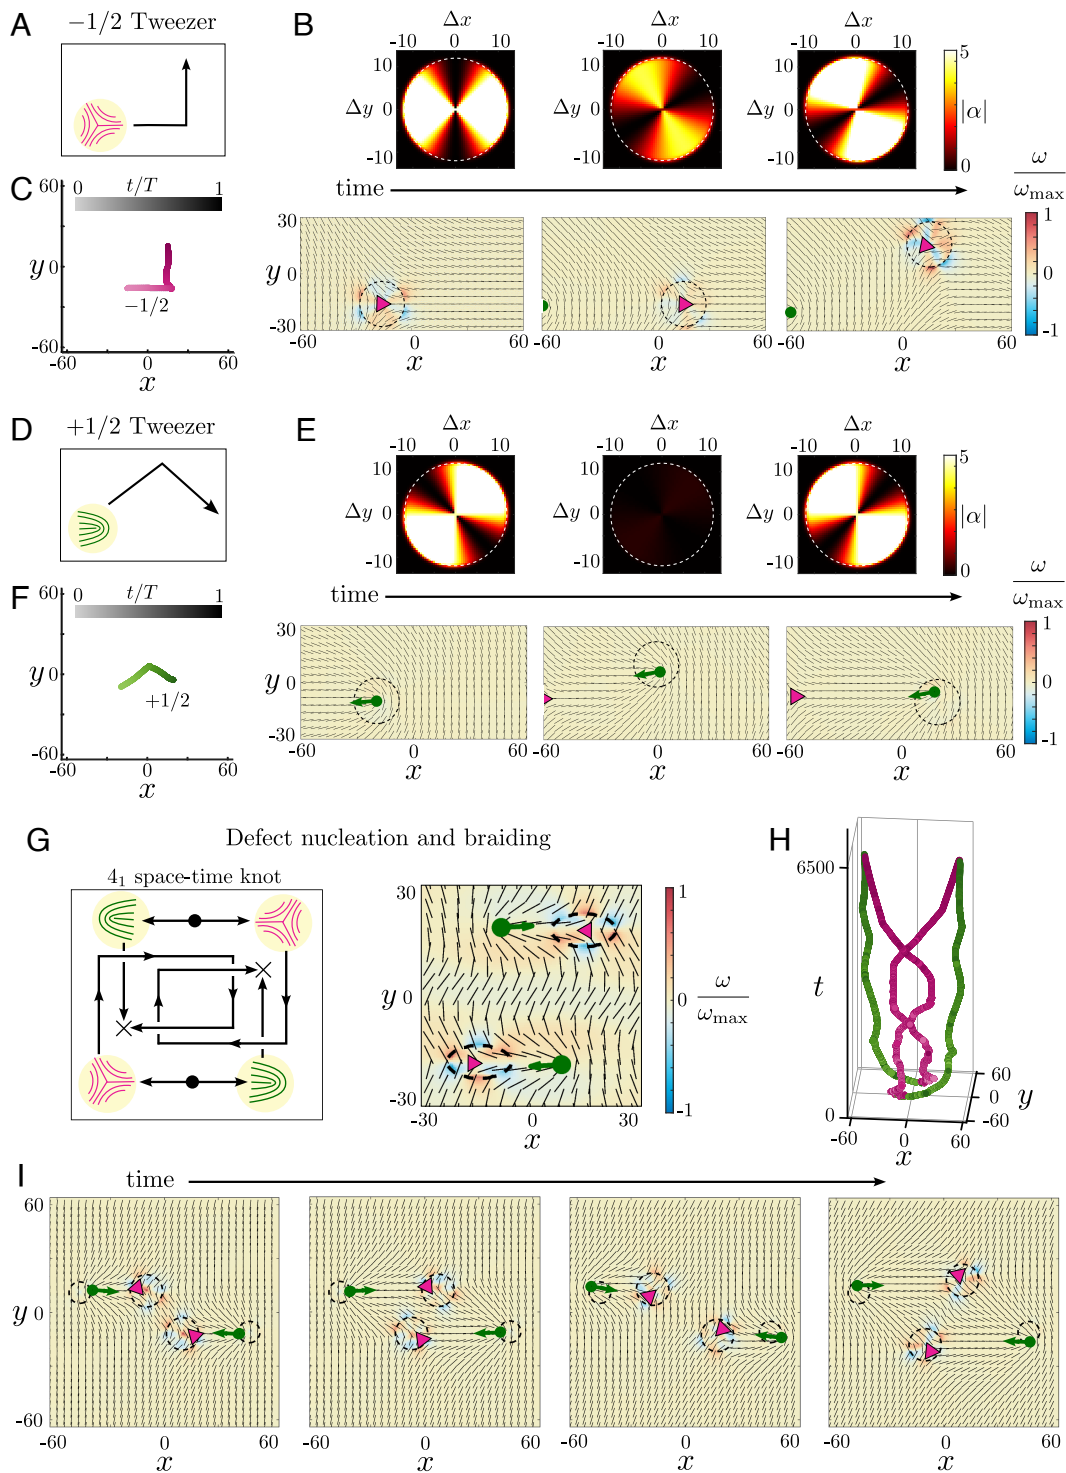 A
−1/2 Tweezer
B
Δx
Δx
Δx
-10 0 10
-10 0 10
-10 0 10
10
Δy 0
-10
10
Δy 0
-10
10
Δy 0
-10
5
|α|
0
time
ω
ω_max
C
0 t/T 1
60
y 0
-60
−1/2
-60 0 60
x
30
y 0
-30
-60 0 60
x
-60 0 60
x
-60 0 60
x
1
0
-1
D
+1/2 Tweezer
E
Δx
Δx
Δx
-10 0 10
-10 0 10
-10 0 10
10
Δy 0
-10
10
Δy 0
-10
10
Δy 0
-10
5
|α|
0
time
ω
ω_max
F
0 t/T 1
60
y 0
-60
+1/2
-60 0 60
x
30
y 0
-30
-60 0 60
x
-60 0 60
x
-60 0 60
x
1
0
-1
G
Defect nucleation and braiding
4₁ space-time knot
30
y 0
-30
-30 0 30
x
1
0
-1
ω
ω_max
H
6500
t
0
-60 0 60
x
60
0
-60
y
I
time
60
y 0
-60
-60 0 60
x
-60 0 60
x
-60 0 60
x
-60 0 60
x